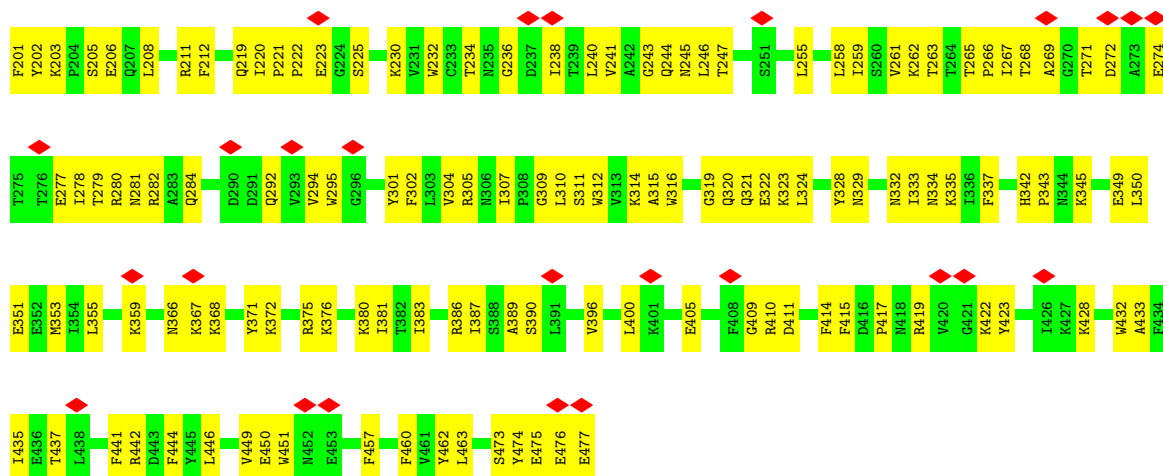 F201 Y202 K203 P204 S205 E206 Q207 L208 R211 F212 Q219 I220 P221 P222 E223 G224 S225 K230 V231 W232 C233 T234 N235 G236 D237 I238 T239 L240 V241 A242 G243 Q244 N245 L246 T247 S251 L255 L258 I259 S260 V261 K262 T263 T264 T265 P266 I267 T268 A269 G270 T271 D272 A273 E274
T275 T276 E277 I278 T279 R280 N281 R282 A283 Q284 D290 D291 Q292 V293 V294 W295 G296 Y301 F302 L303 V304 R305 N306 I307 P308 G309 L310 S311 W312 V313 K314 A315 W316 G319 Q320 Q321 E322 K323 L324 Y328 N329 N332 I333 N334 K335 I336 F337 H342 P343 N344 K345 E349 L350
E351 E352 M353 I354 L355 K359 N366 K367 K368 Y371 K372 R375 K376 K380 I381 T382 I383 R386 I387 S388 A389 S390 L391 V396 L400 K401 E405 F408 G409 R410 D411 F414 F415 D416 P417 N418 R419 V420 G421 K422 Y423 I426 K427 K428 W432 A433 E434
I435 E436 T437 L438 F441 R442 D443 F444 Y445 L446 V449 E450 W451 N452 E453 F457 F460 V461 Y462 L463 S473 Y474 E475 E476 E477